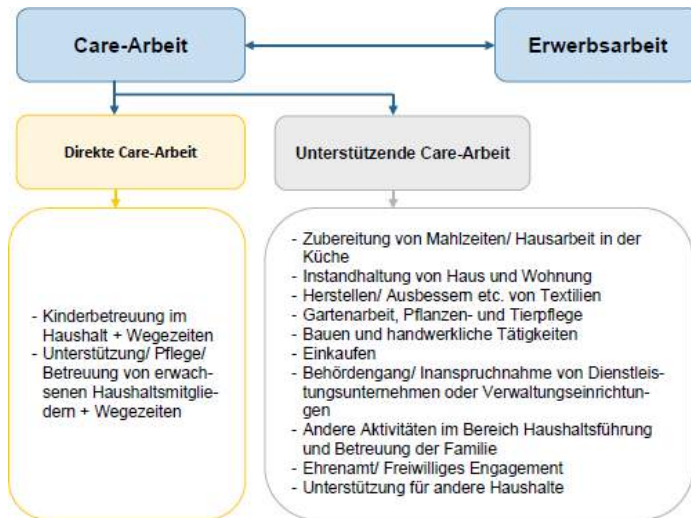 Care-Arbeit
Erwerbsarbeit
Direkte Care-Arbeit
Unterstützende Care-Arbeit
- Kinderbetreuung im
Haushalt + Wegezeiten
- Unterstützung/ Pflege/
Betreuung von erwach-
senen Haushaltsmitglie-
dern + Wegezeiten
- Zubereitung von Mahlzeiten/ Hausarbeit in der
Küche
- Instandhaltung von Haus und Wohnung
- Herstellen/ Ausbessern etc. von Textilien
- Gartenarbeit, Pflanzen- und Tierpflege
- Bauen und handwerkliche Tätigkeiten
- Einkaufen
- Behördengang/ Inanspruchnahme von Dienstleis-
tungsunternehmen oder Verwaltungseinrichtun-
gen
- Andere Aktivitäten im Bereich Haushaltsführung
und Betreuung der Familie
- Ehrenamt/ Freiwilliges Engagement
- Unterstützung für andere Haushalte